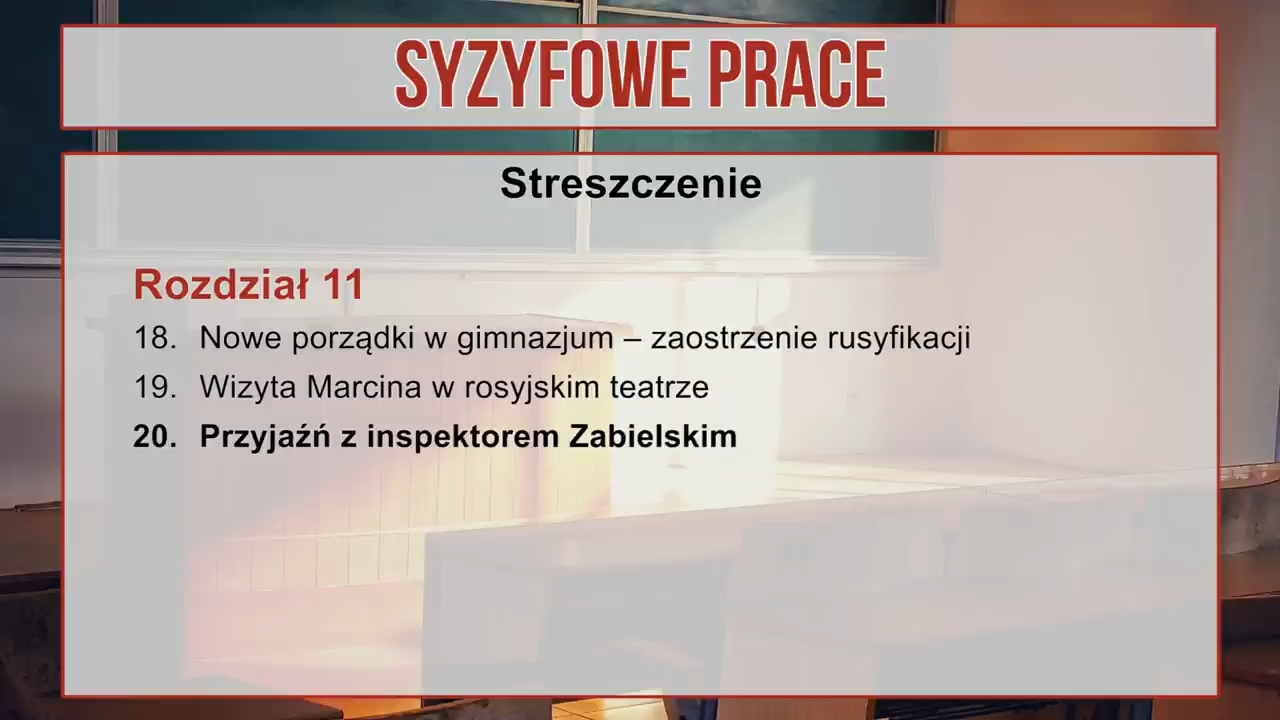 SYZYFOWE PRACE
Streszczenie
Rozdział 11
18. Nowe porządki w gimnazjum – zaostrzenie rusyfikacji
19. Wizyta Marcina w rosyjskim teatrze
20. Przyjaźń z inspektorem Zabielskim